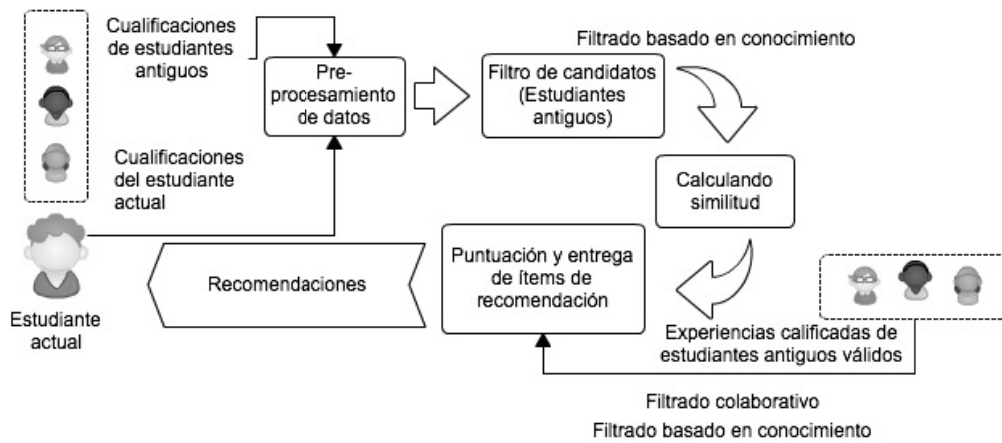 Cualificaciones
de estudiantes
antiguos
Pre-
procesamiento
de datos
Filtrado basado en conocimiento
Filtro de candidatos
(Estudiantes
antiguos)
Cualificaciones
del estudiante
actual
Calculando
similitud
Estudiante
actual
Recomendaciones
Puntuación y entrega
de ítems de
recomendación
Experiencias calificadas de
estudiantes antiguos válidos
Filtrado colaborativo
Filtrado basado en conocimiento